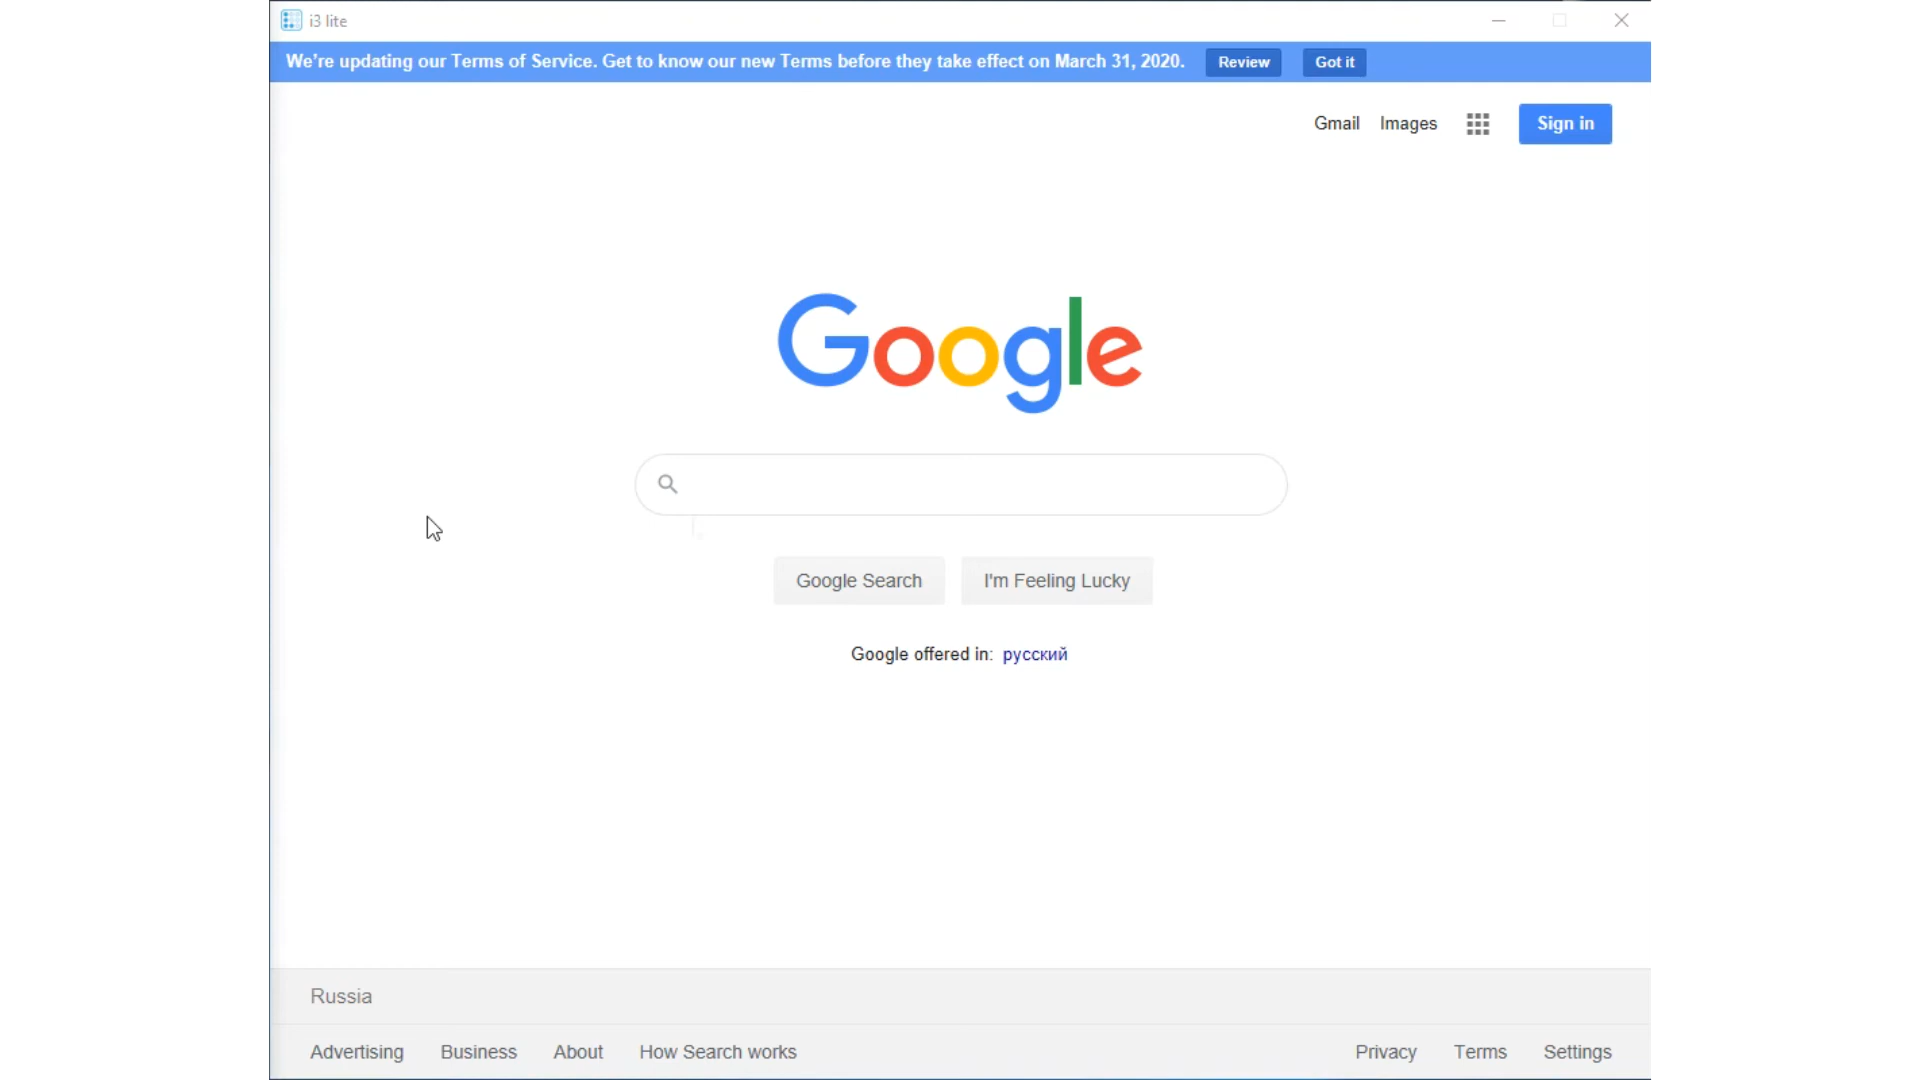 i3 lite
We're updating our Terms of Service. Get to know our new Terms before they take effect on March 31, 2020. Review Got it
Gmail Images Sign in
Google
Google Search I'm Feeling Lucky
Google offered in: русский
Russia
Advertising Business About How Search works Privacy Terms Settings